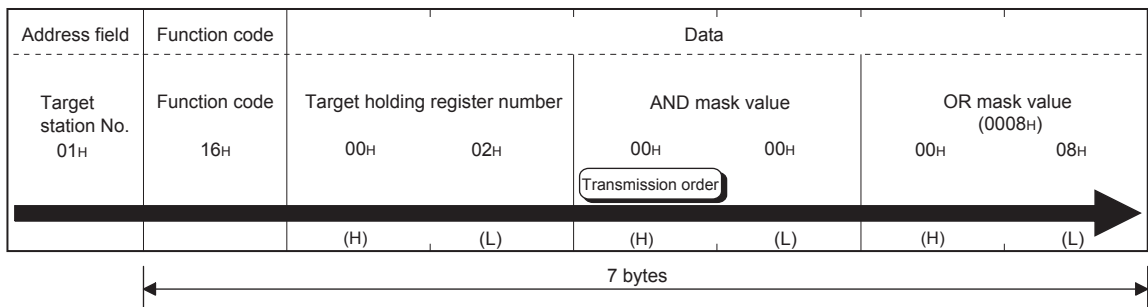 Address field Function code Data
Target station No. Function code Target holding register number AND mask value OR mask value
(0008H)
01H 16H 00H 02H 00H 00H 00H 08H
Transmission order
(H) (L) (H) (L) (H) (L)
7 bytes